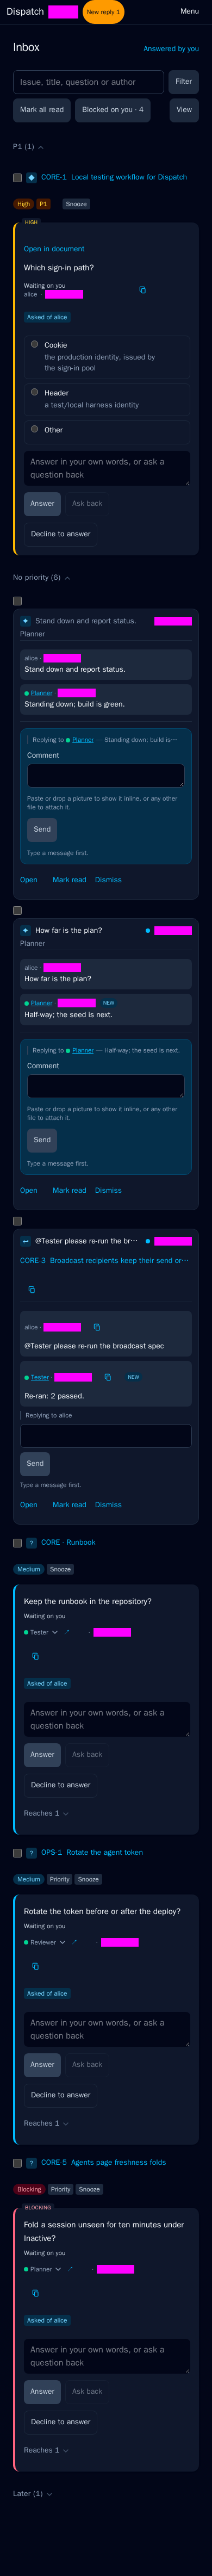 Dispatch
New reply 1
Menu
Inbox
Answered by you
Issue, title, question or author
Filter
Mark all read
Blocked on you · 4
View
P1 (1)
CORE-1 Local testing workflow for Dispatch
High
P1
Snooze
HIGH
Open in document
Which sign-in path?
Waiting on you
alice ·
Asked of alice
Cookie
the production identity, issued by
the sign-in pool
Header
a test/local harness identity
Other
Answer in your own words, or ask a
question back
Answer
Ask back
Decline to answer
No priority (6)
Stand down and report status.
Planner
alice ·
Stand down and report status.
Planner ·
Standing down; build is green.
Replying to Planner — Standing down; build is…
Comment
Paste or drop a picture to show it inline, or any other
file to attach it.
Send
Type a message first.
Open
Mark read
Dismiss
How far is the plan?
Planner
alice ·
How far is the plan?
Planner ·
NEW
Half-way; the seed is next.
Replying to Planner — Half-way; the seed is next.
Comment
Paste or drop a picture to show it inline, or any other
file to attach it.
Send
Type a message first.
Open
Mark read
Dismiss
@Tester please re-run the br…
CORE-3 Broadcast recipients keep their send or…
alice ·
@Tester please re-run the broadcast spec
Tester ·
NEW
Re-ran: 2 passed.
Replying to alice
Send
Type a message first.
Open
Mark read
Dismiss
? CORE · Runbook
Medium
Snooze
Keep the runbook in the repository?
Waiting on you
Tester ↗ ·
Asked of alice
Answer in your own words, or ask a
question back
Answer
Ask back
Decline to answer
Reaches 1
? OPS-1 Rotate the agent token
Medium
Priority
Snooze
Rotate the token before or after the deploy?
Waiting on you
Reviewer ↗ ·
Asked of alice
Answer in your own words, or ask a
question back
Answer
Ask back
Decline to answer
Reaches 1
? CORE-5 Agents page freshness folds
Blocking
Priority
Snooze
BLOCKING
Fold a session unseen for ten minutes under
Inactive?
Waiting on you
Planner ↗ ·
Asked of alice
Answer in your own words, or ask a
question back
Answer
Ask back
Decline to answer
Reaches 1
Later (1)